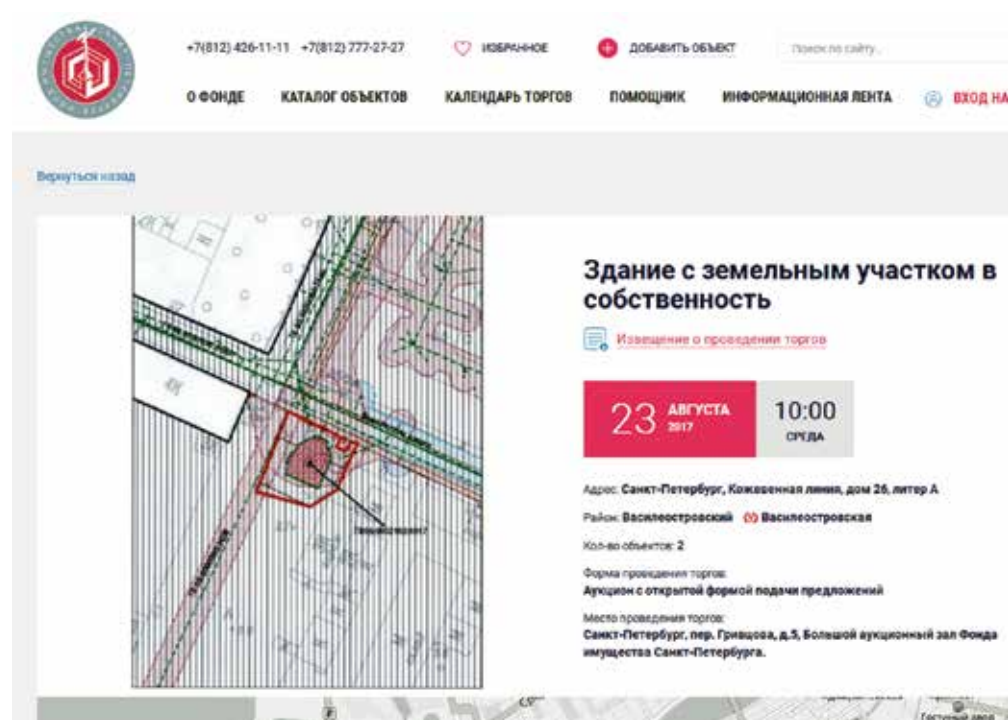 +7(812) 426-11-11 +7(812) 777-27-27 ИЗБРАННОЕ ДОБАВИТЬ ОБЪЕКТ Поиск по сайту...
О ФОНДЕ КАТАЛОГ ОБЪЕКТОВ КАЛЕНДАРЬ ТОРГОВ ПОМОЩНИК ИНФОРМАЦИОННАЯ ЛЕНТА ВХОД НА
Вернуться назад
Здание с земельным участком в
собственность
Извещение о проведении торгов
23 АВГУСТА 10:00
2017 СРЕДА
Адрес: Санкт-Петербург, Кожевенная линия, дом 26, литер А
Район: Василеостровский Василеостровская
Кол-во объектов: 2
Форма проведения торгов:
Аукцион с открытой формой подачи предложений
Место проведения торгов:
Санкт-Петербург, пер. Гривцова, д.5, Большой аукционный зал Фонда
имущества Санкт-Петербурга.